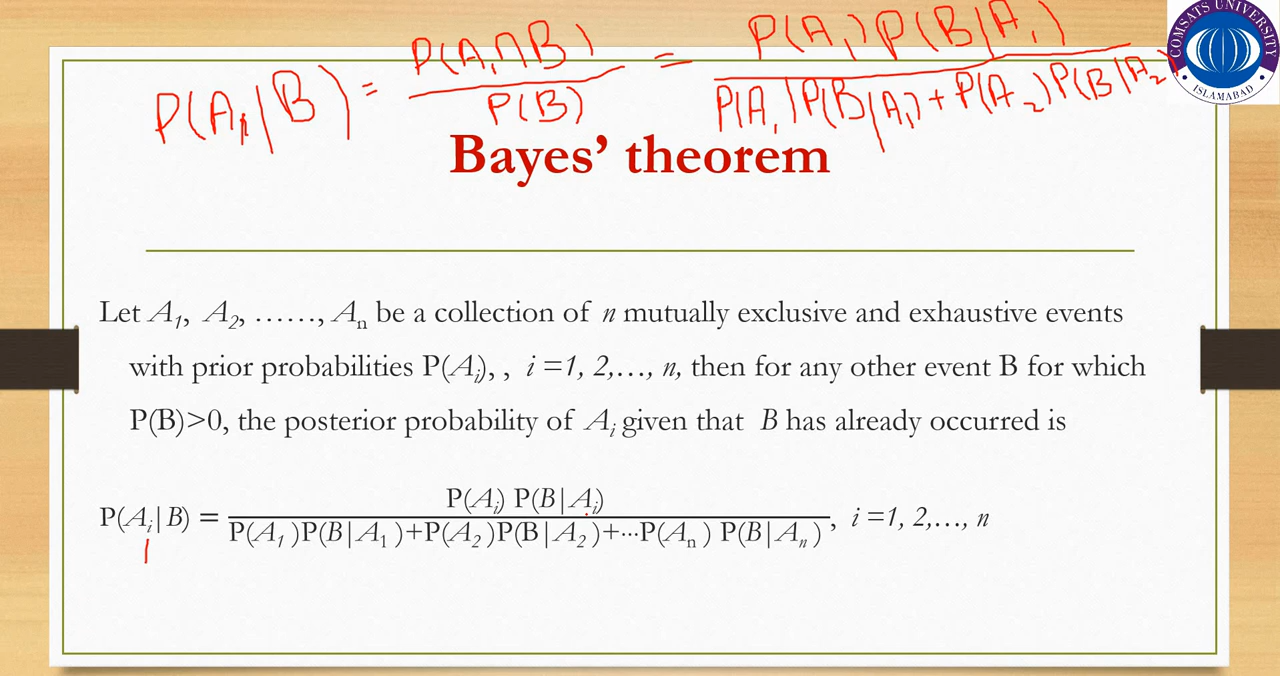 COMSATS UNIVERSITY
ISLAMABAD
P(A₁|B) = P(A₁∩B) / P(B) = P(A₁)P(B|A₁) / P(A₁)P(B|A₁)+P(A₂)P(B|A₂)
Bayes’ theorem
Let A₁, A₂, ……, Aₙ be a collection of n mutually exclusive and exhaustive events
with prior probabilities P(Aᵢ), , i =1, 2,…, n, then for any other event B for which
P(B)>0, the posterior probability of Aᵢ given that B has already occurred is
P(Aᵢ|B) = P(Aᵢ) P(B|Aᵢ) / P(A₁)P(B|A₁)+P(A₂)P(B|A₂)+···P(Aₙ) P(B|Aₙ) , i =1, 2,…, n
1